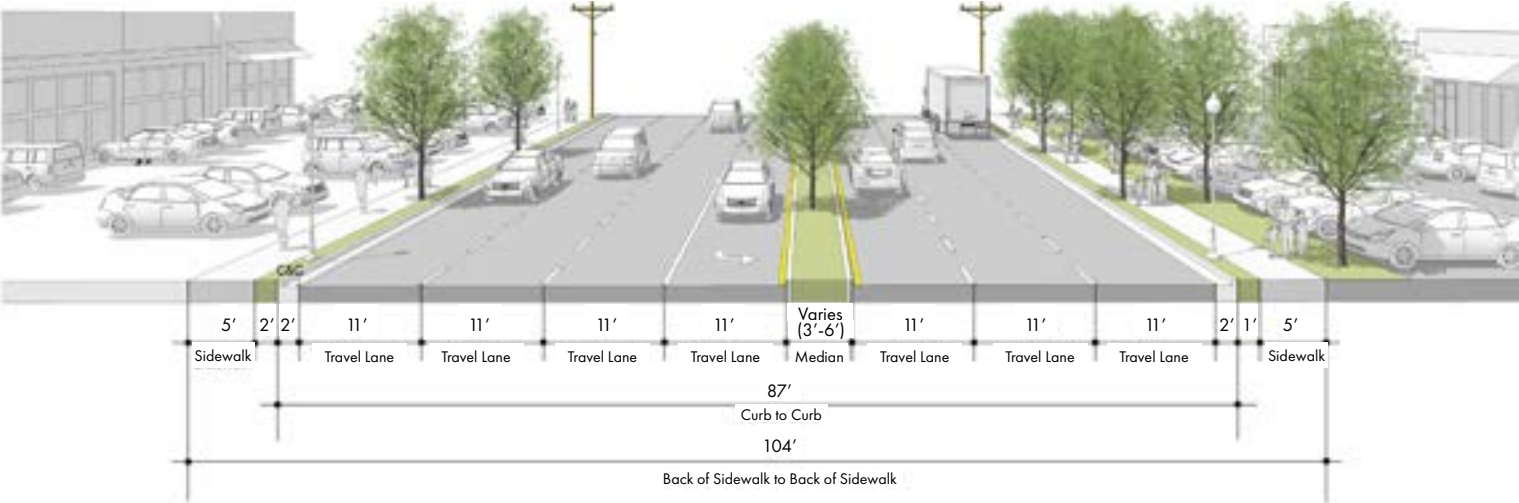 C&G
5' 2' 2' 11' 11' 11' 11' Varies 11' 11' 11' 2' 1' 5'
(3'-6')
Sidewalk Travel Lane Travel Lane Travel Lane Travel Lane Median Travel Lane Travel Lane Travel Lane Sidewalk
87'
Curb to Curb
104'
Back of Sidewalk to Back of Sidewalk